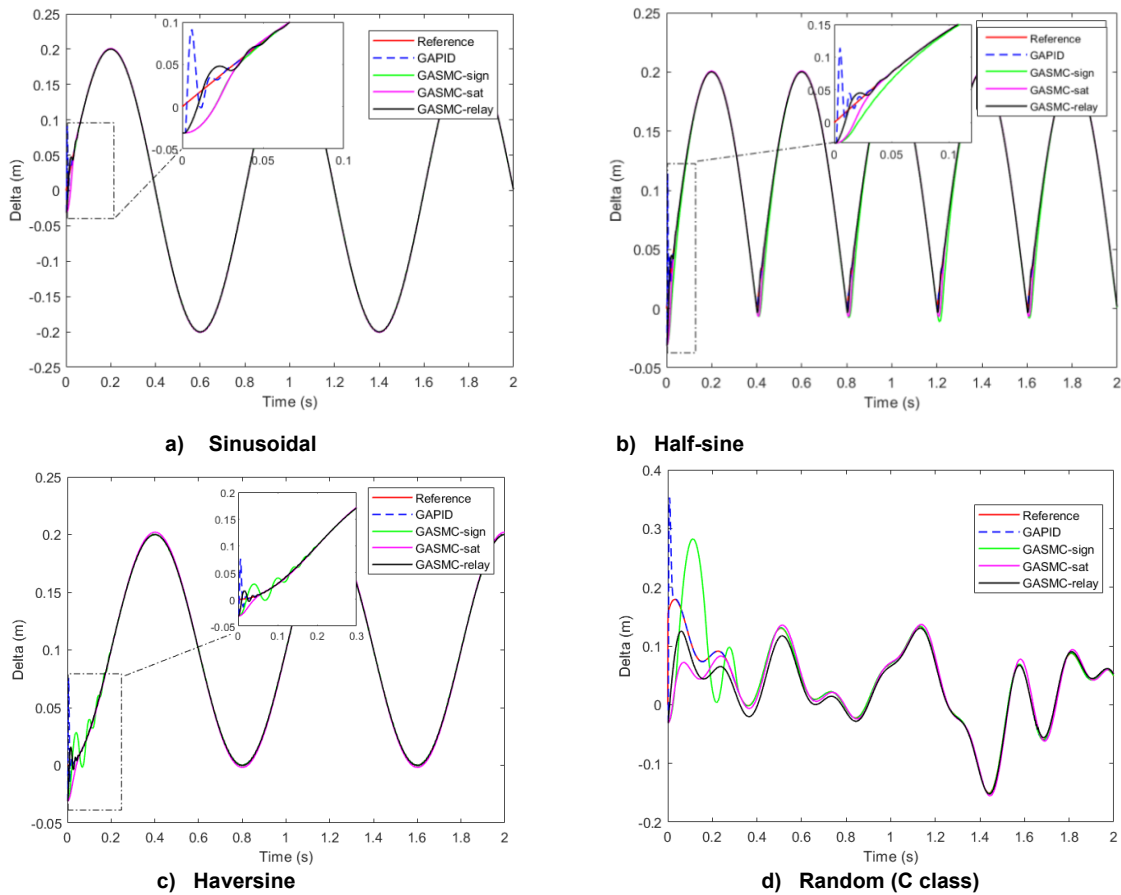 0.25
0.2
0.15
0.1
0.05
0
-0.05
-0.1
-0.15
-0.2
-0.25
Delta (m)
0 0.2 0.4 0.6 0.8 1 1.2 1.4 1.6 1.8 2
Time (s)
0.1
0.05
0
-0.05
0.05 0.1
Reference
GAPID
GASMC-sign
GASMC-sat
GASMC-relay
a) Sinusoidal
0.25
0.2
0.15
0.1
0.05
0
-0.05
Delta (m)
0 0.2 0.4 0.6 0.8 1 1.2 1.4 1.6 1.8 2
Time (s)
0.15
0.1
0.05
0
0 0.05 0.1
Reference
GAPID
GASMC-sign
GASMC-sat
GASMC-relay
b) Half-sine
0.25
0.2
0.15
0.1
0.05
0
-0.05
Delta (m)
0 0.2 0.4 0.6 0.8 1 1.2 1.4 1.6 1.8 2
Time (s)
0.2
0.15
0.1
0.05
0
-0.05
0 0.1 0.2 0.3
Reference
GAPID
GASMC-sign
GASMC-sat
GASMC-relay
c) Haversine
0.4
0.3
0.2
0.1
0
-0.1
-0.2
Delta (m)
0 0.2 0.4 0.6 0.8 1 1.2 1.4 1.6 1.8 2
Time (s)
Reference
GAPID
GASMC-sign
GASMC-sat
GASMC-relay
d) Random (C class)